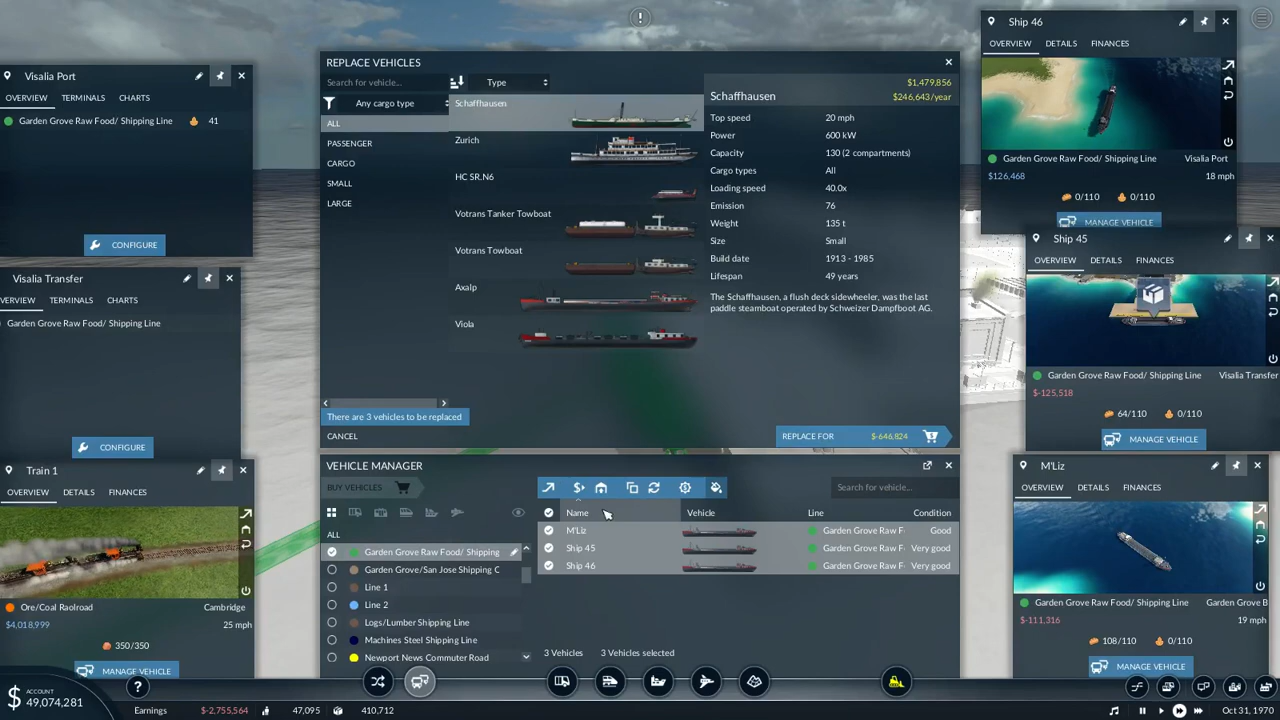 Visalia Port
OVERVIEW TERMINALS CHARTS
Garden Grove Raw Food/ Shipping Line 41
CONFIGURE
Visalia Transfer
VERVIEW TERMINALS CHARTS
Garden Grove Raw Food/ Shipping Line
CONFIGURE
Train 1
OVERVIEW DETAILS FINANCES
Ore/Coal Raolroad Cambridge
$4,018,999 25 mph
350/350
MANAGE VEHICLE
REPLACE VEHICLES
Search for vehicle... Type
Any cargo type
ALL
PASSENGER
CARGO
SMALL
LARGE
Schaffhausen
Zurich
HC SR.N6
Votrans Tanker Towboat
Votrans Towboat
Axalp
Viola
$1,479,856
Schaffhausen $246,643/year
Top speed 20 mph
Power 600 kW
Capacity 130 (2 compartments)
Cargo types All
Loading speed 40.0x
Emission 76
Weight 135 t
Size Small
Build date 1913 - 1985
Lifespan 49 years
The Schaffhausen, a flush deck sidewheeler, was the last
paddle steamboat operated by Schweizer Dampfboot AG.
There are 3 vehicles to be replaced
CANCEL REPLACE FOR $-646,824
VEHICLE MANAGER
BUY VEHICLES Search for vehicle...
Name Vehicle Line Condition
M'Liz Garden Grove Raw F Good
Ship 45 Garden Grove Raw F Very good
Ship 46 Garden Grove Raw F Very good
ALL
Garden Grove Raw Food/ Shipping
Garden Grove/San Jose Shipping C
Line 1
Line 2
Logs/Lumber Shipping Line
Machines Steel Shipping Line
Newport News Commuter Road
3 Vehicles 3 Vehicles selected
Ship 46
OVERVIEW DETAILS FINANCES
Garden Grove Raw Food/ Shipping Line Visalia Port
$126,468 18 mph
0/110 0/110
MANAGE VEHICLE
Ship 45
OVERVIEW DETAILS FINANCES
Garden Grove Raw Food/ Shipping Line Visalia Transfer
$-125,518
64/110 0/110
MANAGE VEHICLE
M'Liz
OVERVIEW DETAILS FINANCES
Garden Grove Raw Food/ Shipping Line Garden Grove B
$-111,316 19 mph
108/110 0/110
MANAGE VEHICLE
$ ACCOUNT
49,074,281 ?
Earnings $-2,755,564 47,095 410,712 Oct 31, 1970